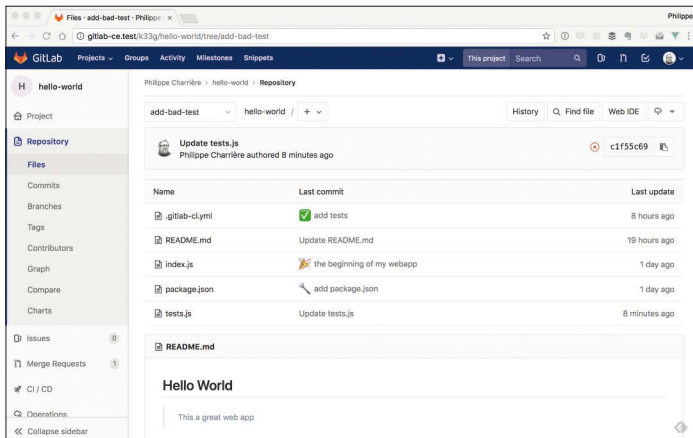 Files · add-bad-test · Philippe
Philippe
gitlab-ce.test/k33g/hello-world/tree/add-bad-test
GitLab Projects Groups Activity Milestones Snippets This project Search
H hello-world
Philippe Charrière > hello-world > Repository
Project
add-bad-test hello-world / + History Find file Web IDE
Repository
Update tests.js
Philippe Charrière authored 8 minutes ago
c1f55c69
Files
Commits
Branches
Tags
Contributors
Graph
Compare
Charts
Name Last commit Last update
.gitlab-ci.yml add tests 8 hours ago
README.md Update README.md 19 hours ago
index.js the beginning of my webapp 1 day ago
package.json add package.json 1 day ago
tests.js Update tests.js 8 minutes ago
Issues 0
Merge Requests 1
CI / CD
Operations
Collapse sidebar
README.md
Hello World
This a great web app